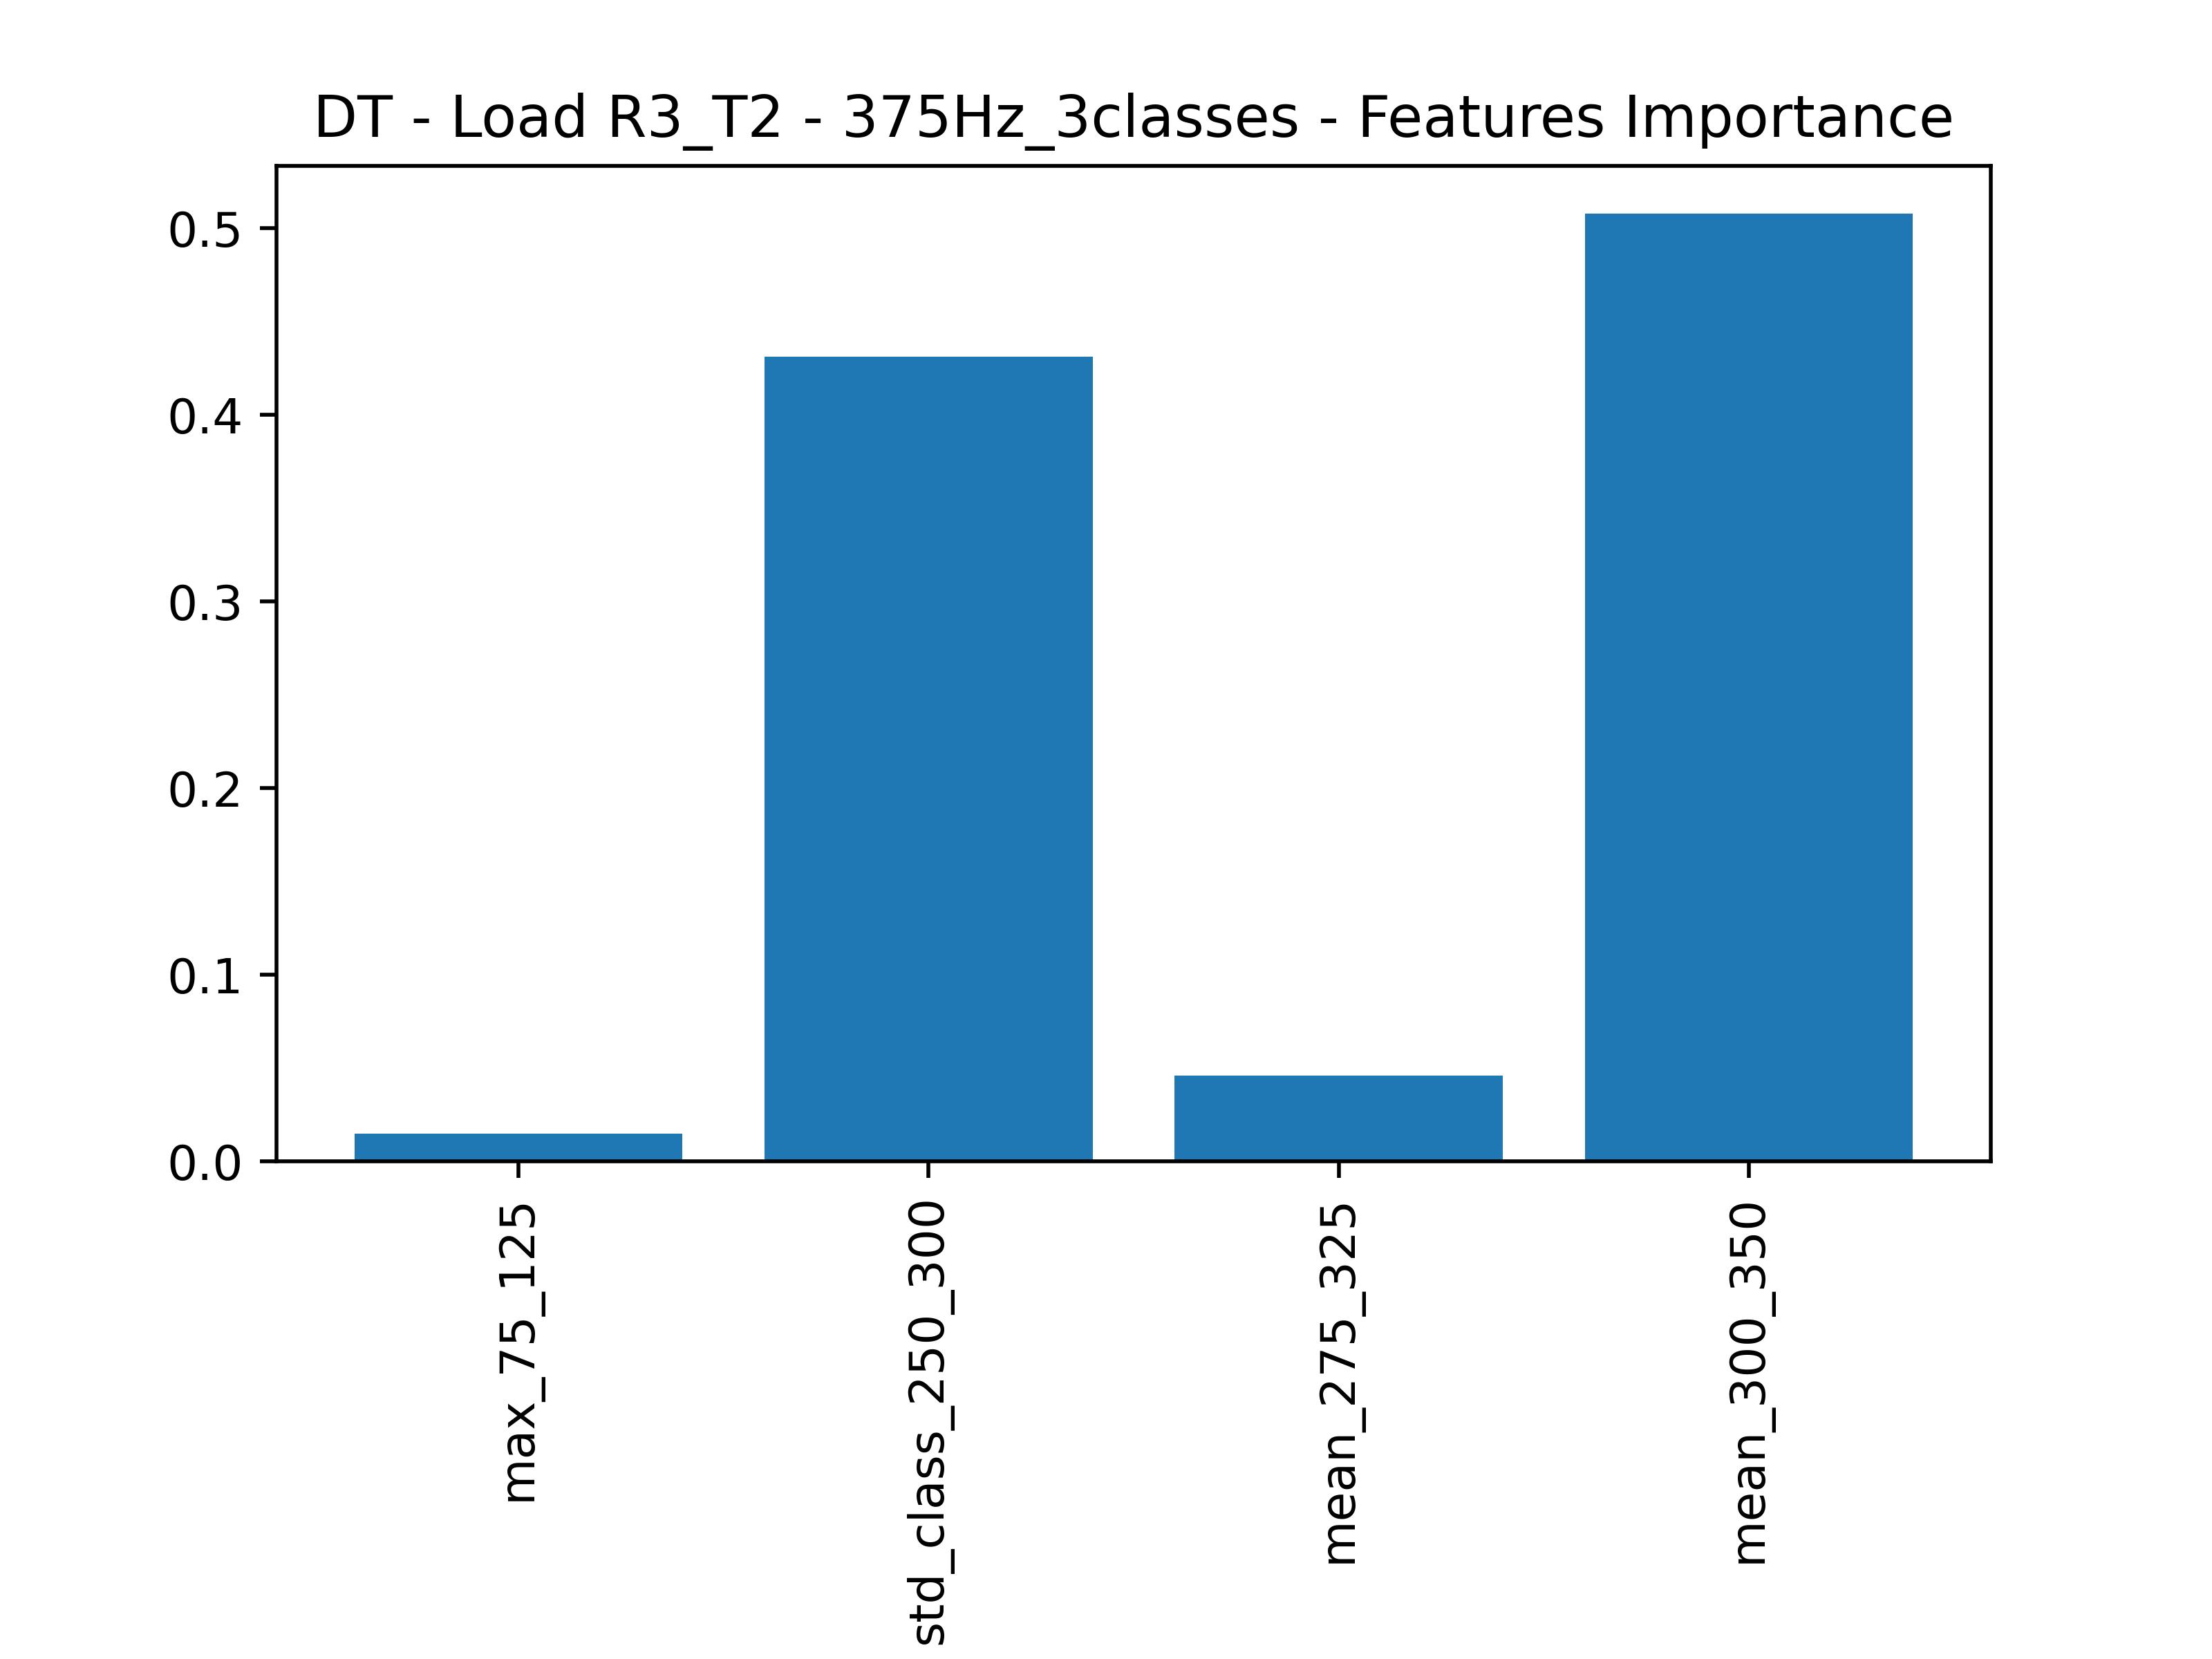 DT - Load R3_T2 - 375Hz_3classes - Features Importance
0.5
0.4
0.3
0.2
0.1
0.0
max_75_125
std_class_250_300
mean_275_325
mean_300_350